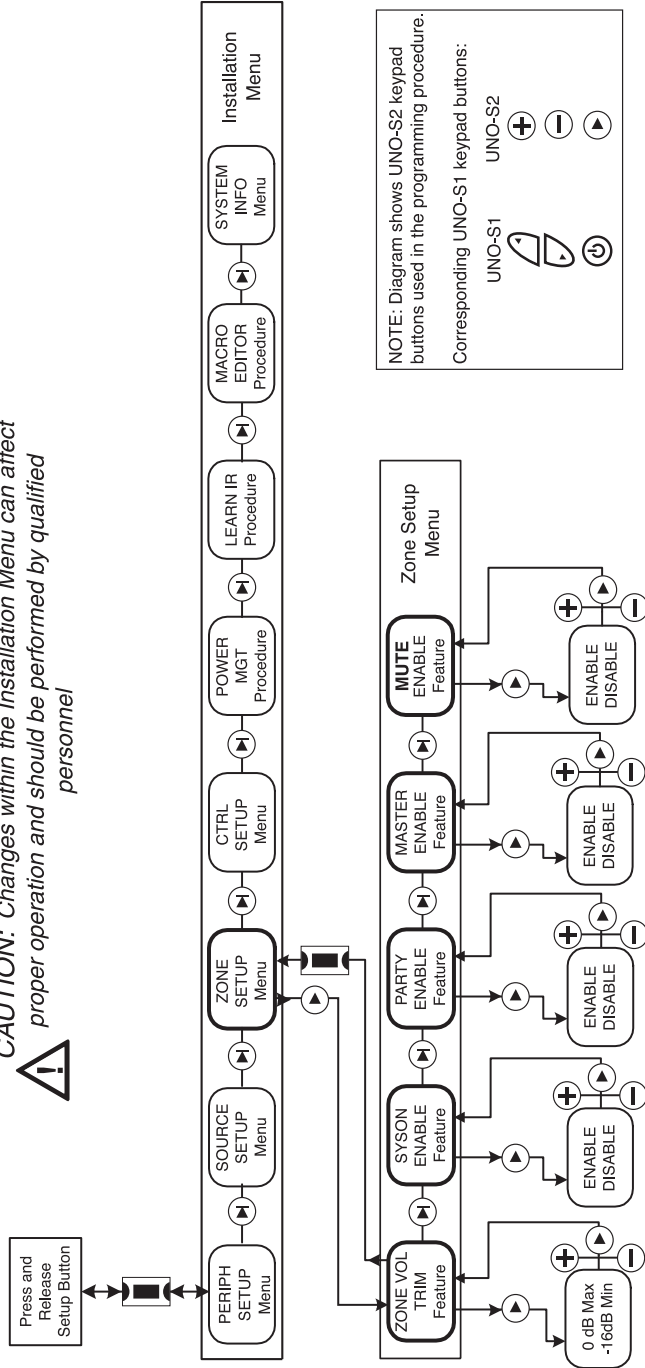 CAUTION: Changes within the Installation Menu can affect
proper operation and should be performed by qualified
personnel
Press and
Release
Setup Button
PERIPH
SETUP
Menu
SOURCE
SETUP
Menu
ZONE
SETUP
Menu
CTRL
SETUP
Menu
POWER
MGT
Procedure
LEARN IR
Procedure
MACRO
EDITOR
Procedure
SYSTEM
INFO
Menu
Installation
Menu
ZONE VOL
TRIM
Feature
SYSON
ENABLE
Feature
PARTY
ENABLE
Feature
MASTER
ENABLE
Feature
MUTE
ENABLE
Feature
Zone Setup
Menu
0 dB Max
-16dB Min
ENABLE
DISABLE
ENABLE
DISABLE
ENABLE
DISABLE
ENABLE
DISABLE
NOTE: Diagram shows UNO-S2 keypad
buttons used in the programming procedure.
Corresponding UNO-S1 keypad buttons:
UNO-S1 UNO-S2